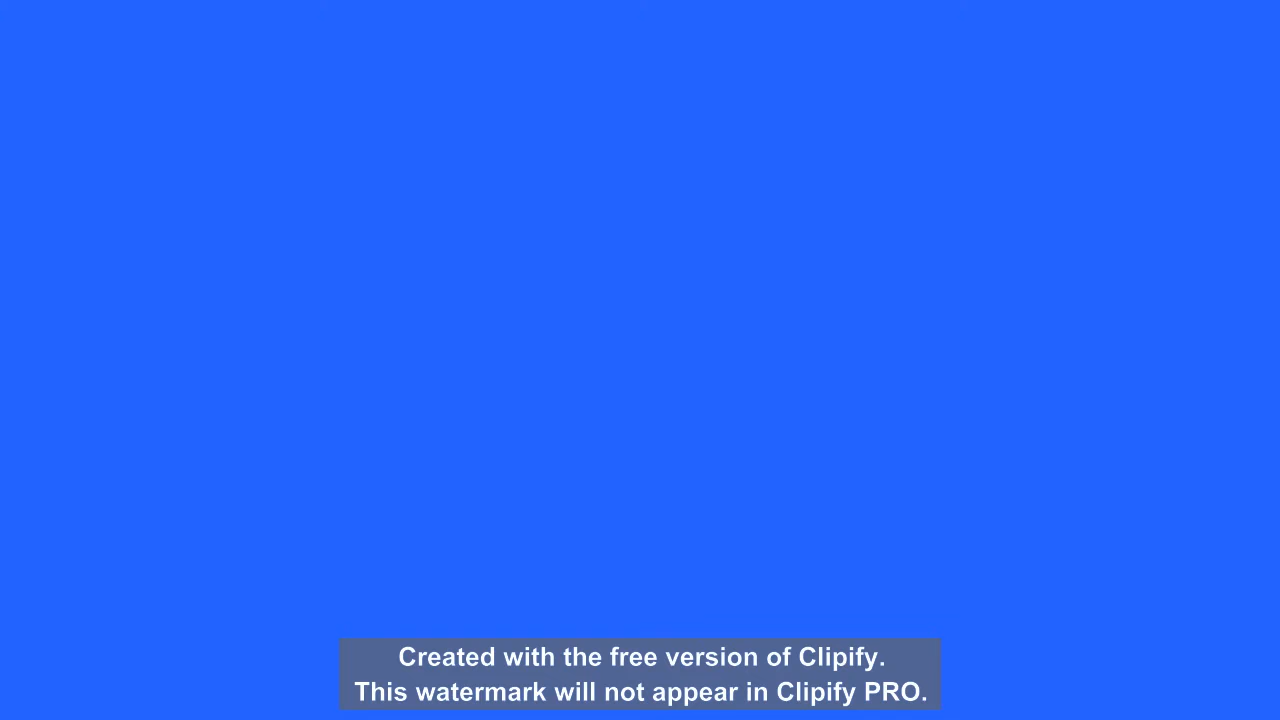 Created with the free version of Clipify.
This watermark will not appear in Clipify PRO.